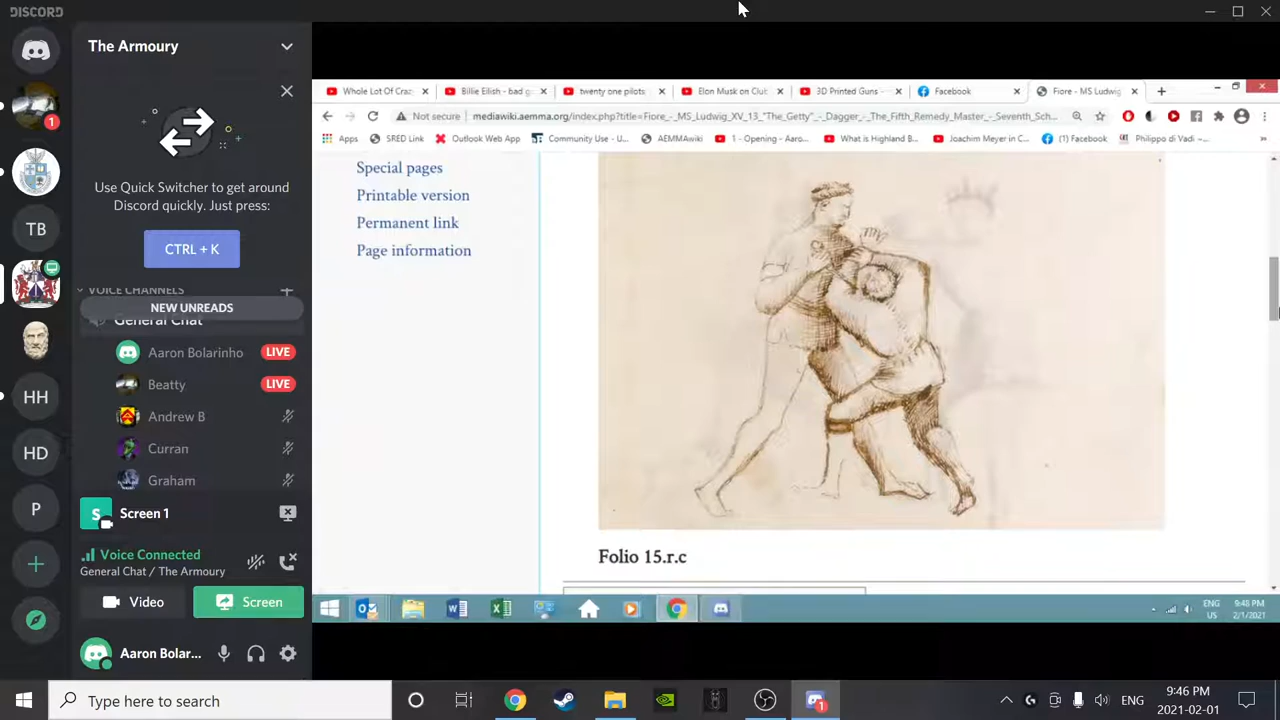 DISCORD
The Armoury
Use Quick Switcher to get around
Discord quickly. Just press:
CTRL + K
VOICE CHANNELS
NEW UNREADS
General Chat
Aaron Bolarinho LIVE
Beatty LIVE
Andrew B
Curran
Graham
S Screen 1
Voice Connected
General Chat / The Armoury
Video Screen
Aaron Bolar...
1
TB
HH
HD
P
Whole Lot Of Craz
Billie Eilish - bad g
twenty one pilots
Elon Musk on Club
3D Printed Guns -
Facebook
Fiore - MS Ludwig
Not secure mediawiki.aemma.org/index.php?title=Fiore_-_MS_Ludwig_XV_13_"The_Getty"_-_Dagger_-_The_Fifth_Remedy_Master_-_Seventh_Sch...
Apps SRED Link Outlook Web App Community Use - U... AEMMAwiki 1 - Opening - Aaro... What is Highland B... Joachim Meyer in C... (1) Facebook Philippo di Vadi –...
Special pages
Printable version
Permanent link
Page information
Folio 15.r.c
ENG
US
9:48 PM
2/1/2021
Type here to search
1
ENG
9:46 PM
2021-02-01